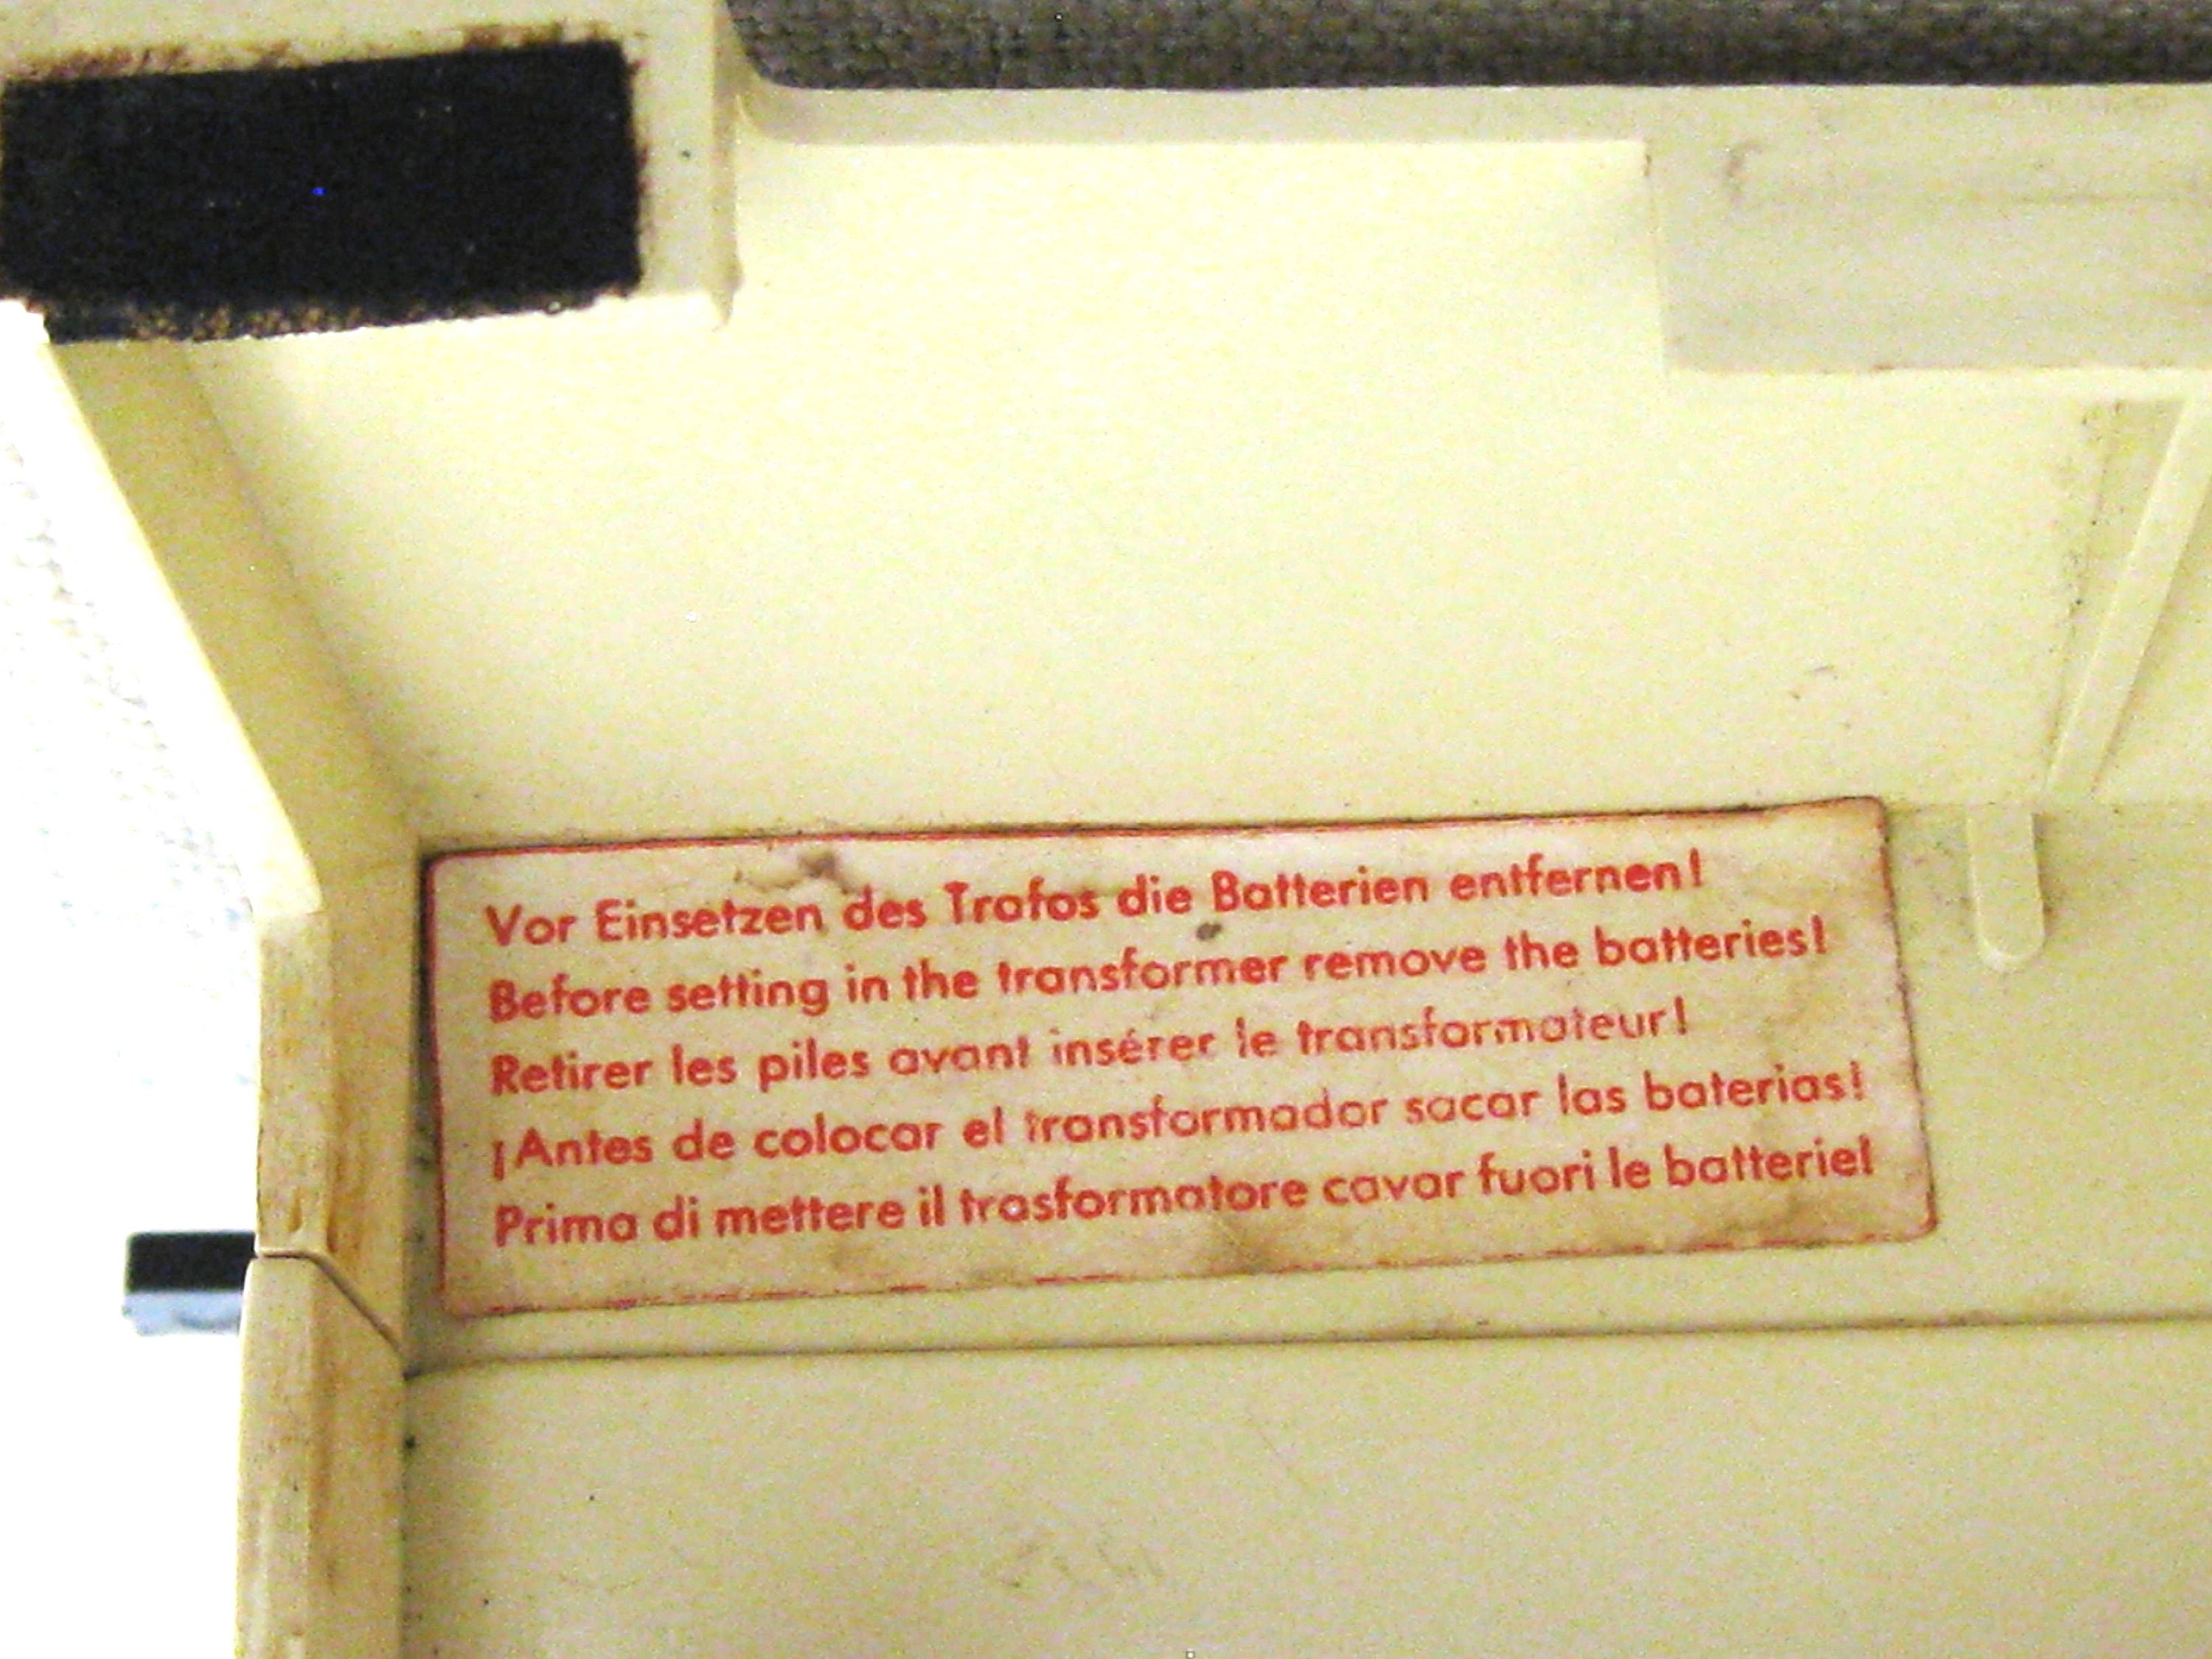 Vor Einsetzen des Trafos die Batterien entfernen!
Before setting in the transformer remove the batteries!
Retirer les piles avant insérer le transformateur!
¡Antes de colocar el transformador sacar las baterias!
Prima di mettere il trasformatore cavar fuori le batterie!